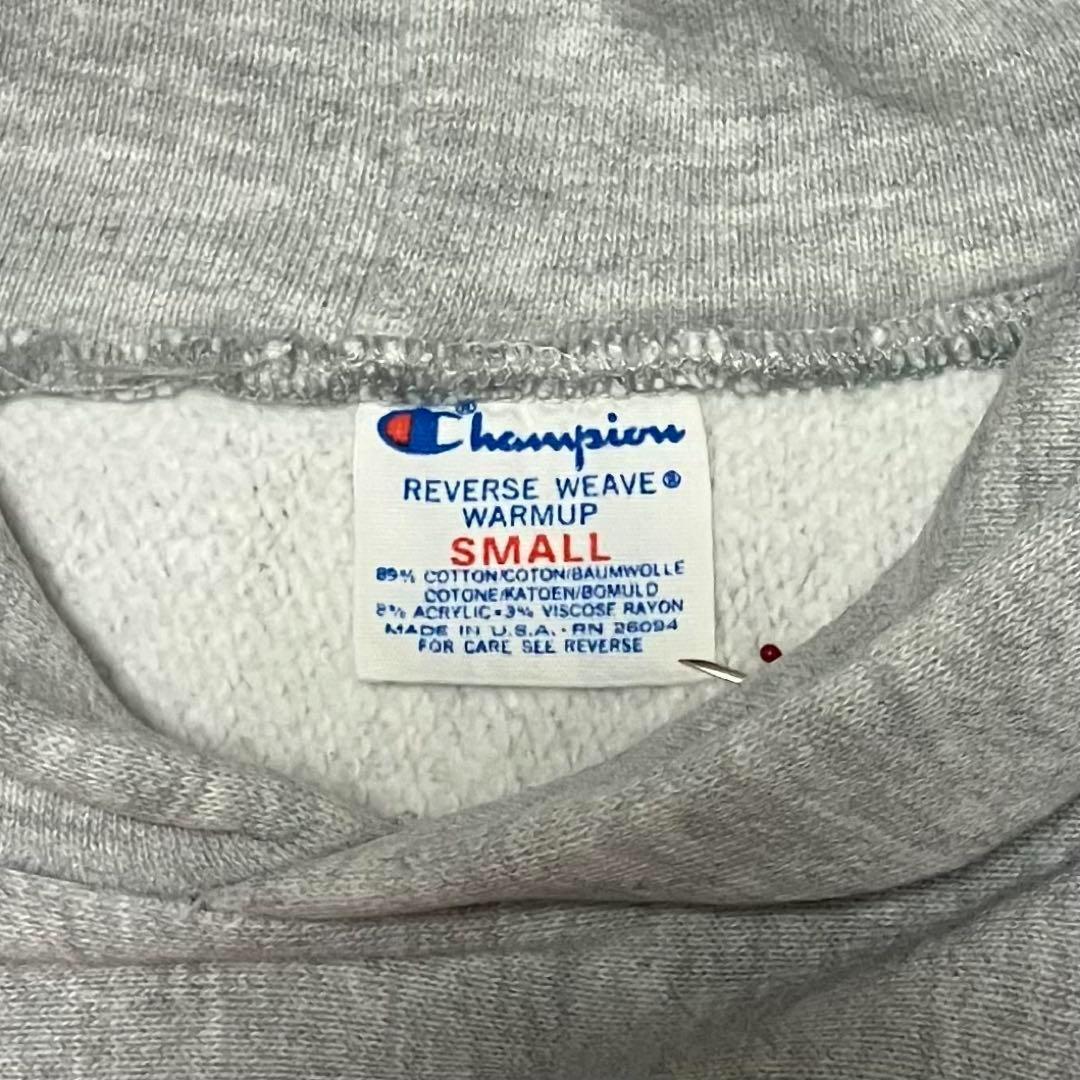 Champion®
REVERSE WEAVE®
WARMUP
SMALL
89% COTTON/COTON/BAUMWOLLE
COTONE/KATOEN/BOMULD
8% ACRYLIC • 3% VISCOSE RAYON
MADE IN U.S.A. • RN 26094
FOR CARE SEE REVERSE